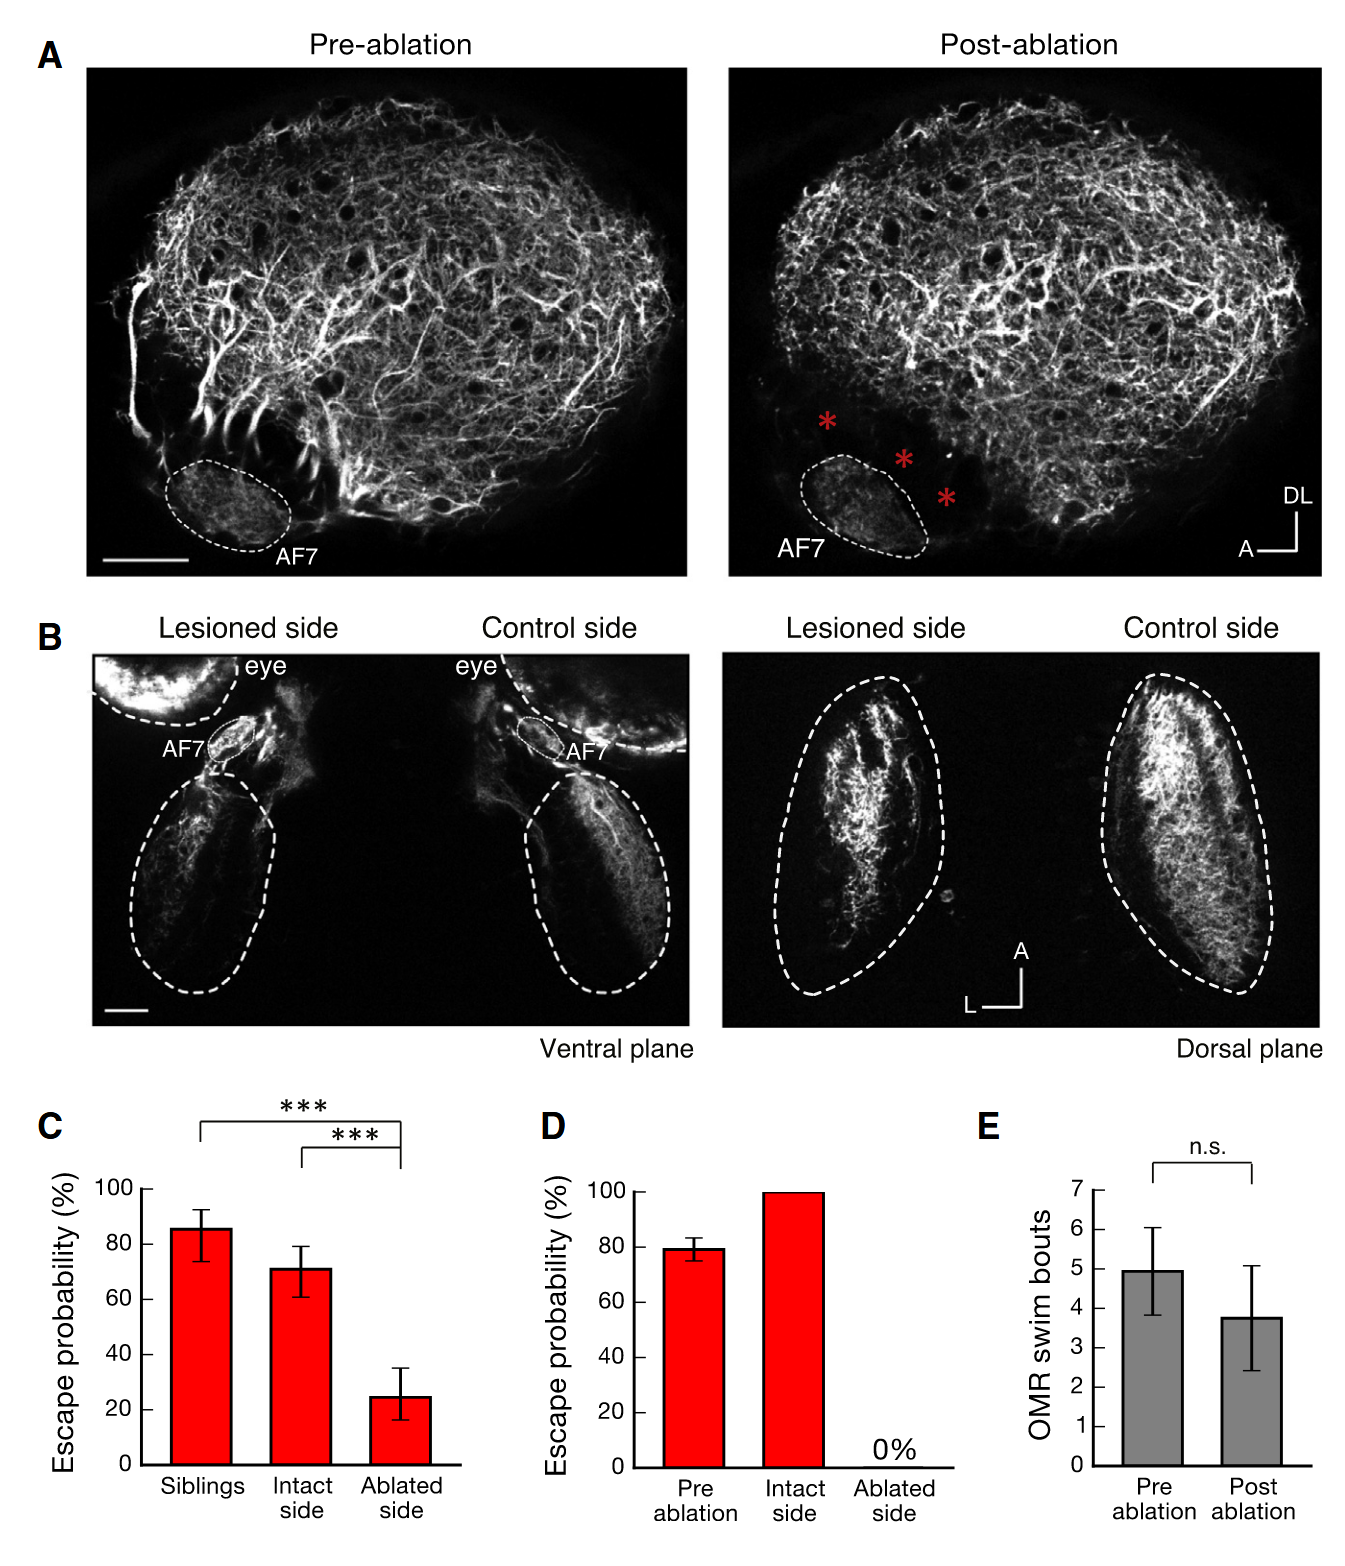 A
Pre-ablation
Post-ablation
AF7
*
*
*
AF7
DL
A
B
Lesioned side
Control side
Lesioned side
Control side
eye
eye
AF7
AF7
A
L
Ventral plane
Dorsal plane
C
***
***
Escape probability (%)
100
80
60
40
20
0
Siblings
Intact
side
Ablated
side
D
Escape probability (%)
100
80
60
40
20
0
0%
Pre
ablation
Intact
side
Ablated
side
E
n.s.
OMR swim bouts
7
6
5
4
3
2
1
0
Pre
ablation
Post
ablation